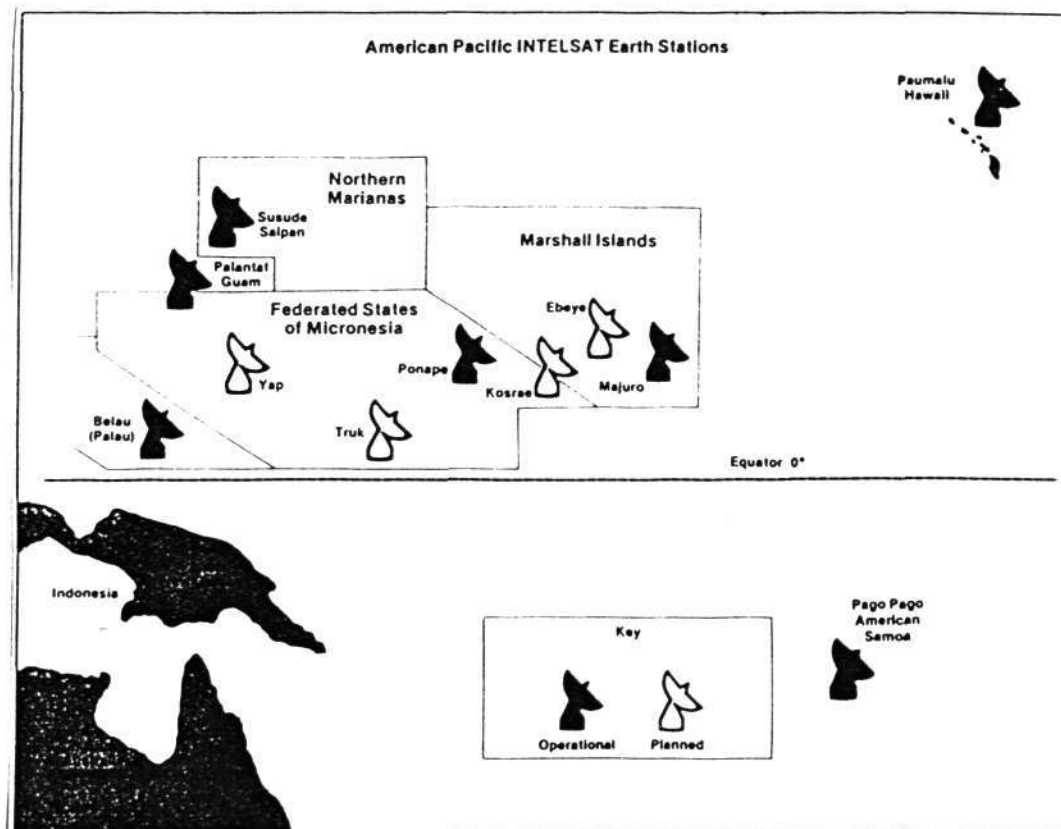 American Pacific INTELSAT Earth Stations
Paumalu
Hawaii
Northern
Marianas
Susude
Saipan
Marshall Islands
Palantat
Guam
Federated States
of Micronesia
Ebeye
Ponape
Yap
Kosrae
Majuro
Belau
(Palau)
Truk
Equator 0°
Indonesia
Pago Pago
American
Samoa
Key
Operational
Planned